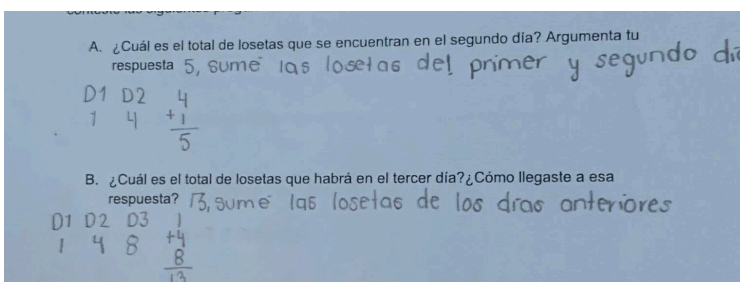 A. ¿Cuál es el total de losetas que se encuentran en el segundo día? Argumenta tu
respuesta 5, sume las losetas del primer y segundo
D1 D2 4
1 4 +1
5
B. ¿Cuál es el total de losetas que habrá en el tercer día?¿Cómo llegaste a esa
respuesta? 13, sume las losetas de los dias anteriores
D1 D2 D3 1
1 4 8 +4
8
13